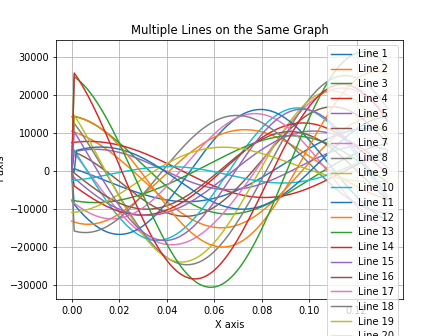 Multiple Lines on the Same Graph
30000
20000
10000
0
−10000
−20000
−30000
0.00
0.02
0.04
0.06
0.08
0.10
X axis
Line 1
Line 2
Line 3
Line 4
Line 5
Line 6
Line 7
Line 8
Line 9
Line 10
Line 11
Line 12
Line 13
Line 14
Line 15
Line 16
Line 17
Line 18
Line 19
Line 20